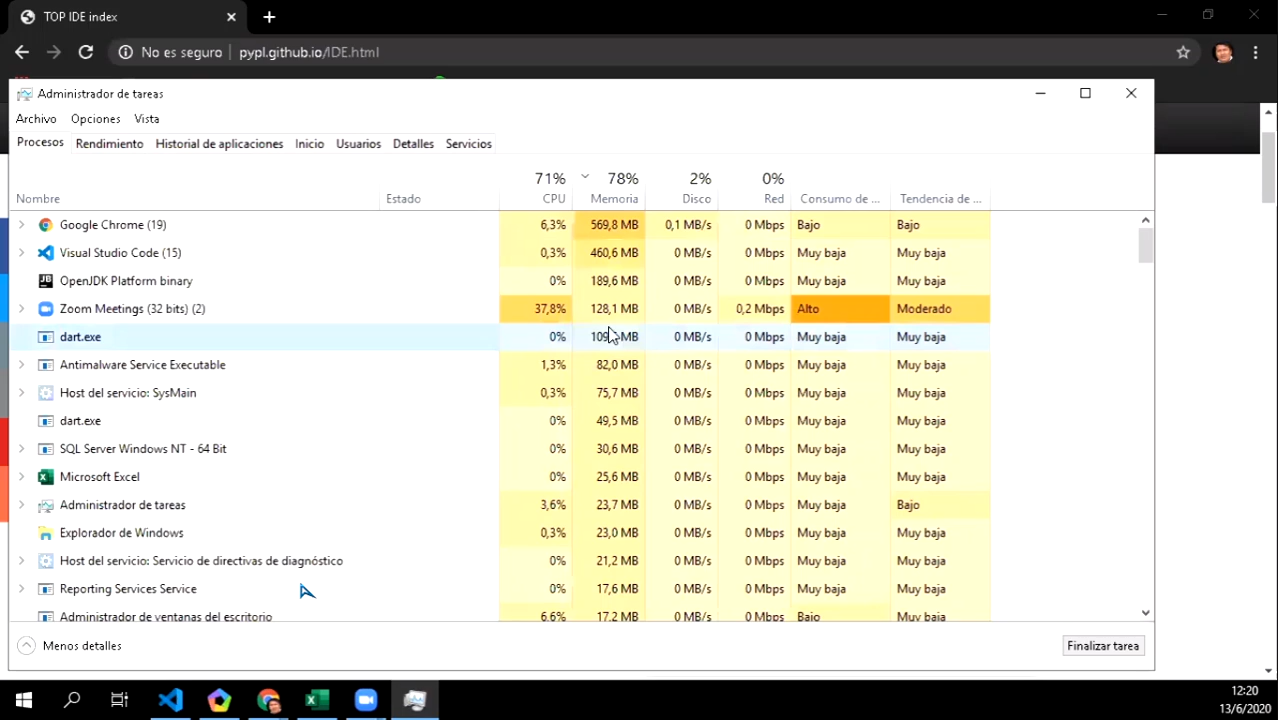 TOP IDE index
No es seguro | pypl.github.io/IDE.html
Administrador de tareas
Archivo Opciones Vista
Procesos Rendimiento Historial de aplicaciones Inicio Usuarios Detalles Servicios
71% 78% 2% 0%
Nombre Estado CPU Memoria Disco Red Consumo de ... Tendencia de ...
Google Chrome (19) 6,3% 569,8 MB 0,1 MB/s 0 Mbps Bajo Bajo
Visual Studio Code (15) 0,3% 460,6 MB 0 MB/s 0 Mbps Muy baja Muy baja
OpenJDK Platform binary 0% 189,6 MB 0 MB/s 0 Mbps Muy baja Muy baja
Zoom Meetings (32 bits) (2) 37,8% 128,1 MB 0 MB/s 0,2 Mbps Alto Moderado
dart.exe 0% MB 0 MB/s 0 Mbps Muy baja Muy baja
Antimalware Service Executable 1,3% 82,0 MB 0 MB/s 0 Mbps Muy baja Muy baja
Host del servicio: SysMain 0,3% 75,7 MB 0 MB/s 0 Mbps Muy baja Muy baja
dart.exe 0% 49,5 MB 0 MB/s 0 Mbps Muy baja Muy baja
SQL Server Windows NT - 64 Bit 0% 30,6 MB 0 MB/s 0 Mbps Muy baja Muy baja
Microsoft Excel 0% 25,6 MB 0 MB/s 0 Mbps Muy baja Muy baja
Administrador de tareas 3,6% 23,7 MB 0 MB/s 0 Mbps Muy baja Bajo
Explorador de Windows 0,3% 23,0 MB 0 MB/s 0 Mbps Muy baja Muy baja
Host del servicio: Servicio de directivas de diagnóstico 0% 21,2 MB 0 MB/s 0 Mbps Muy baja Muy baja
Reporting Services Service 0% 17,6 MB 0 MB/s 0 Mbps Muy baja Muy baja
Administrador de ventanas del escritorio 6,6% 17,2 MB 0 MB/s 0 Mbps Bajo Muy baja
Menos detalles Finalizar tarea
12:20
13/6/2020